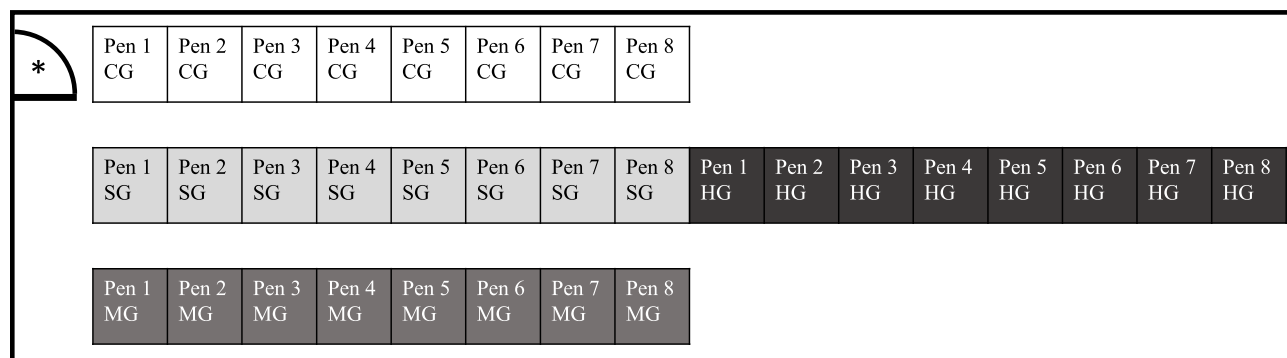 *
Pen 1 Pen 2 Pen 3 Pen 4 Pen 5 Pen 6 Pen 7 Pen 8
CG CG CG CG CG CG CG CG
Pen 1 Pen 2 Pen 3 Pen 4 Pen 5 Pen 6 Pen 7 Pen 8 Pen 1 Pen 2 Pen 3 Pen 4 Pen 5 Pen 6 Pen 7 Pen 8
SG SG SG SG SG SG SG SG HG HG HG HG HG HG HG HG
Pen 1 Pen 2 Pen 3 Pen 4 Pen 5 Pen 6 Pen 7 Pen 8
MG MG MG MG MG MG MG MG